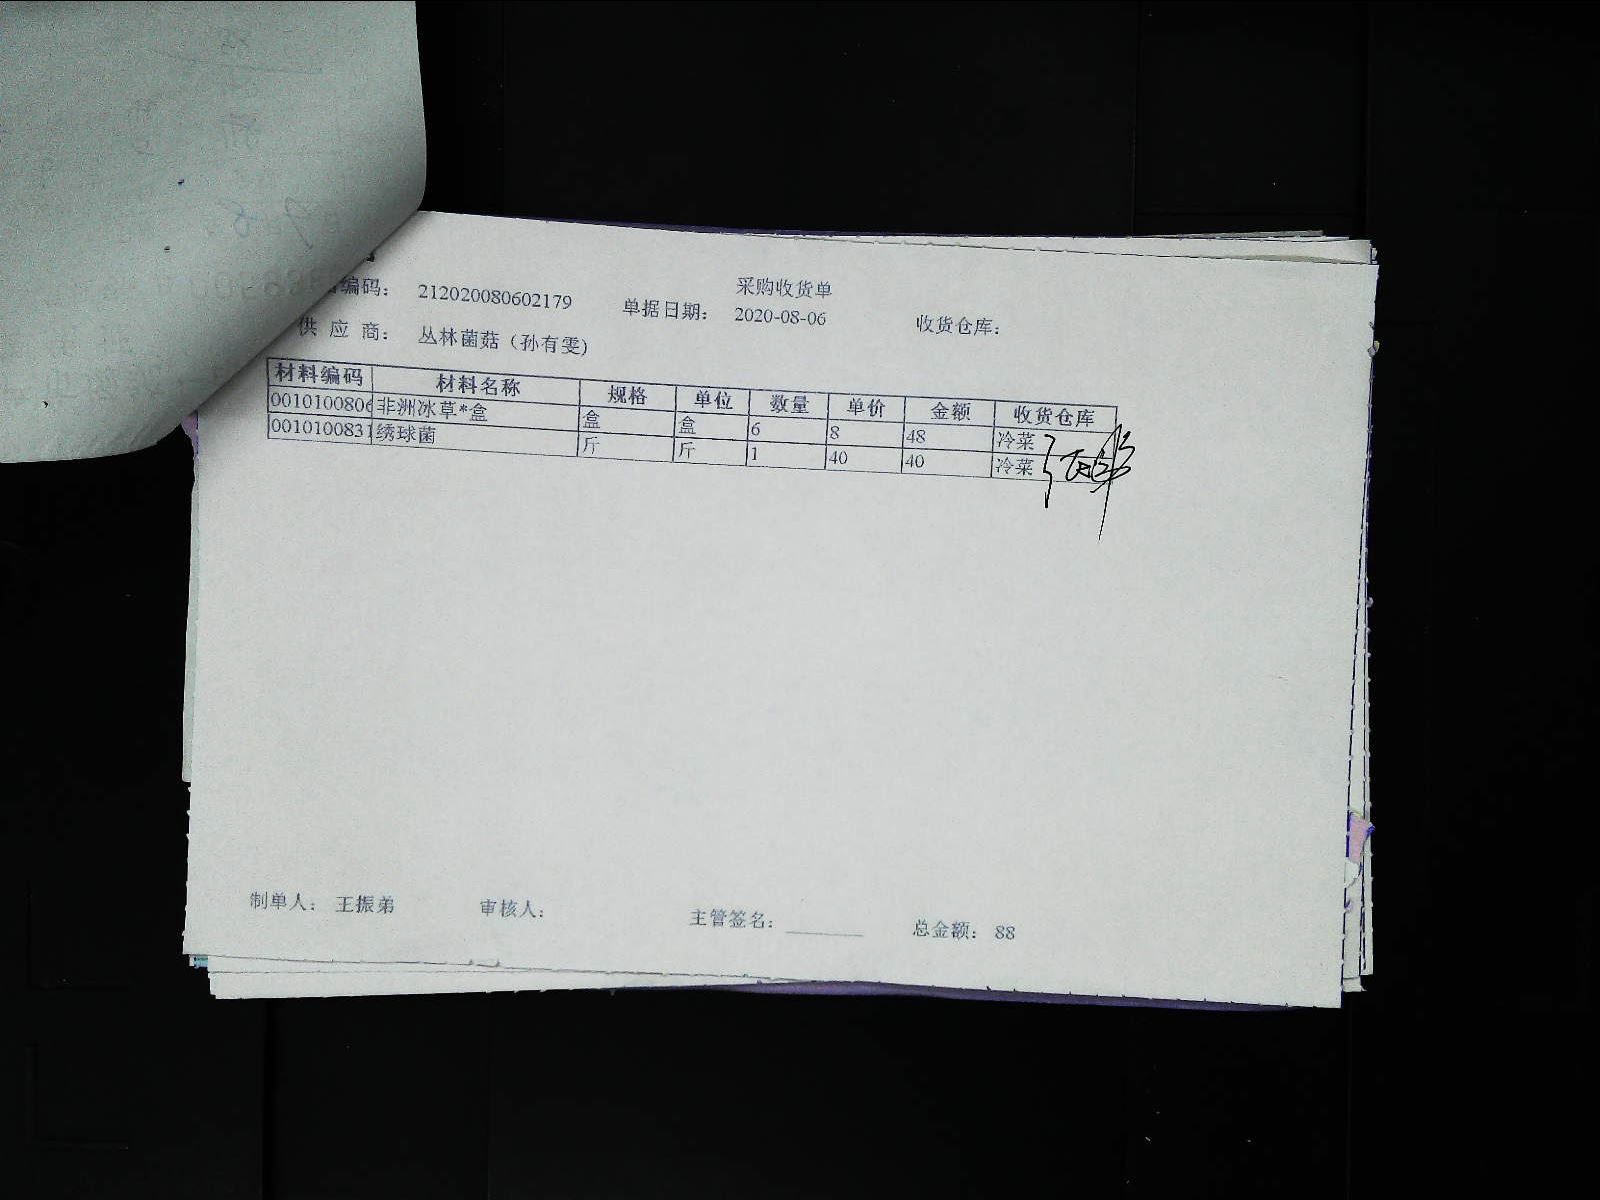 采购收货单
编码： 212020080602179 单据日期： 2020-08-06 收货仓库：
供应商： 丛林菌菇（孙有雯）
材料编码 材料名称 规格 单位 数量 单价 金额 收货仓库
0010100806 非洲冰草*盒 盒 盒 6 8 48 冷菜
0010100831 绣球菌 斤 斤 1 40 40 冷菜
制单人： 王振弟 审核人： 主管签名： 总金额： 88